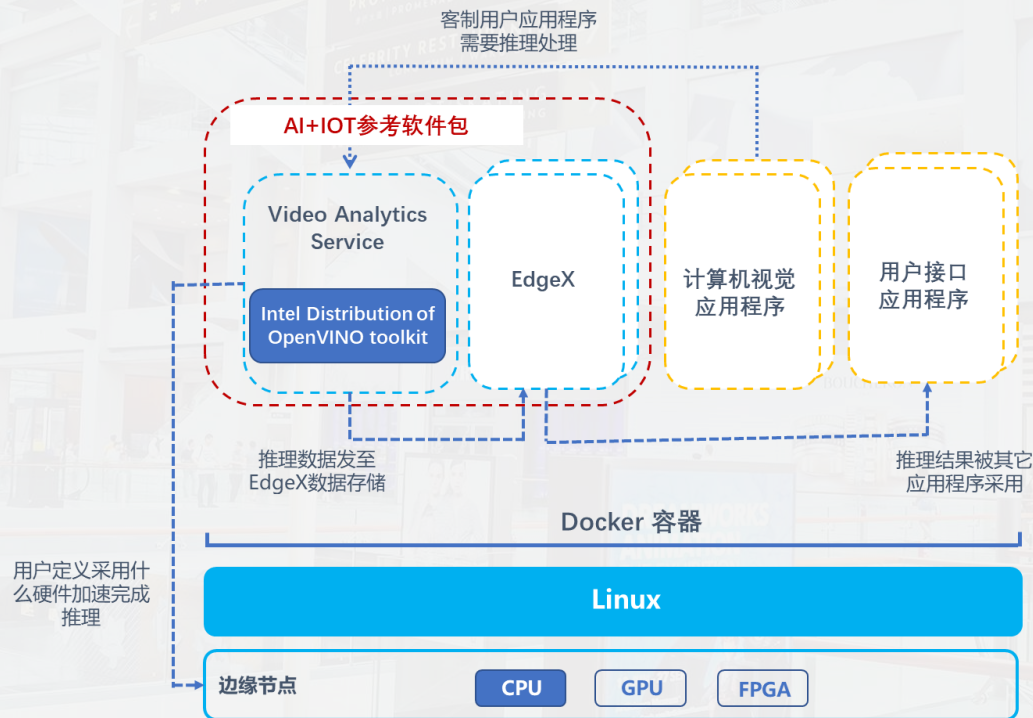 客制用户应用程序
需要推理处理
AI+IOT参考软件包
Video Analytics
Service
Intel Distribution of
OpenVINO toolkit
EdgeX
计算机视觉
应用程序
用户接口
应用程序
推理数据发至
EdgeX数据存储
推理结果被其它
应用程序采用
Docker 容器
用户定义采用什
么硬件加速完成
推理
Linux
边缘节点
CPU
GPU
FPGA